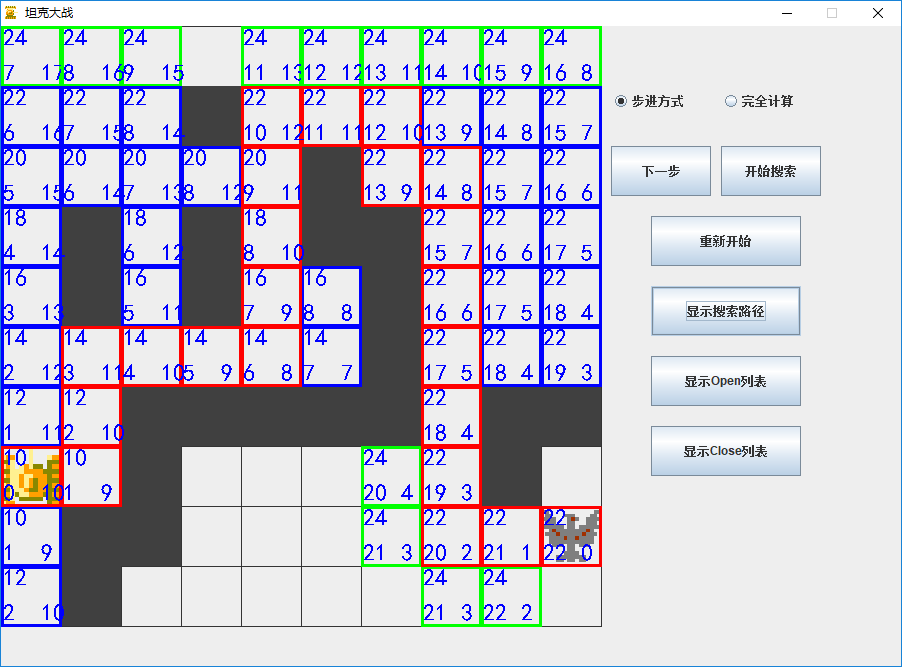 坦克大战
24 24 24 24 24 24 24 24 24
7 17 8 16 9 15 11 13 12 12 13 11 14 10 15 9 16 8
22 22 22 22 22 22 22 22 22
6 16 7 15 8 14 10 12 11 11 12 10 13 9 14 8 15 7
20 20 20 20 20 22 22 22 22
5 15 6 14 7 13 8 12 9 11 13 9 14 8 15 7 16 6
18 18 18 22 22 22
4 14 6 12 8 10 15 7 16 6 17 5
16 16 16 16 22 22 22
3 13 5 11 7 9 8 8 16 6 17 5 18 4
14 14 14 14 14 14 22 22 22
2 12 3 11 4 10 5 9 6 8 7 7 17 5 18 4 19 3
12 12 22
1 11 2 10 18 4
10 10 24 22
0 10 1 9 20 4 19 3
10 24 22 22 22
1 9 21 3 20 2 21 1 22 0
12 24 24
2 10 21 3 22 2
步进方式 完全计算
下一步 开始搜索
重新开始
显示搜索路径
显示Open列表
显示Close列表